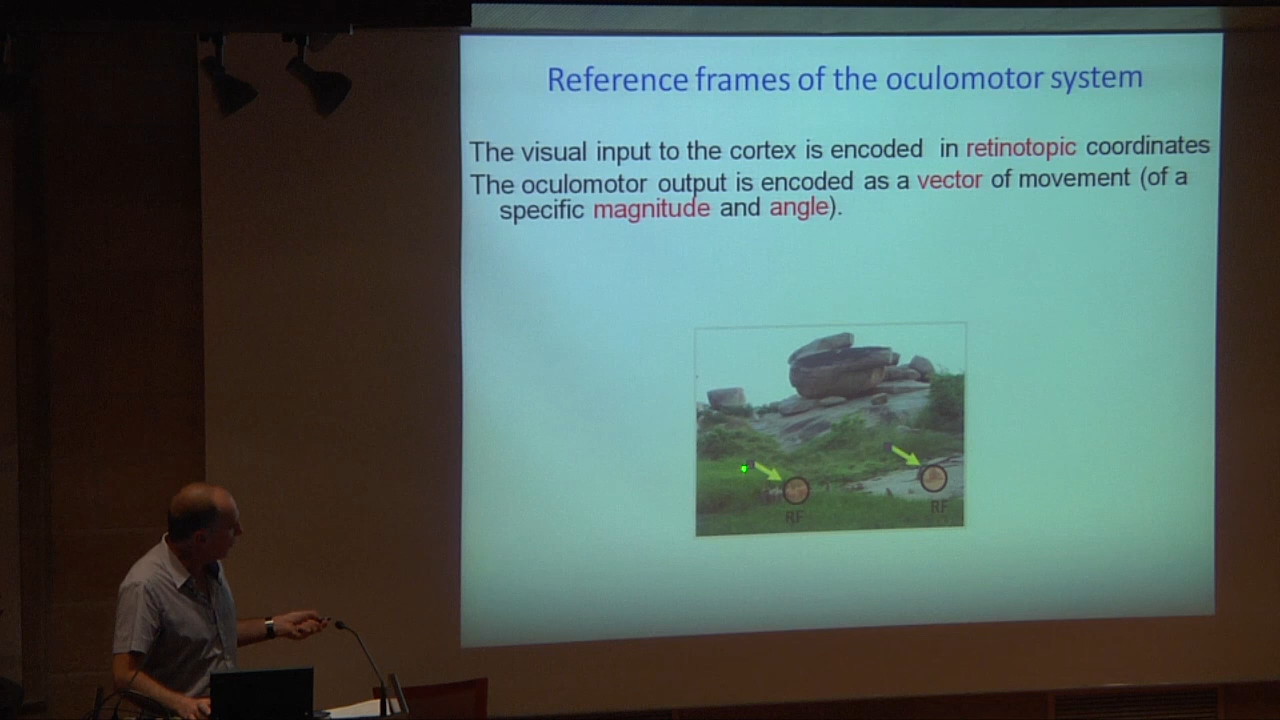 Reference frames of the oculomotor system
The visual input to the cortex is encoded in retinotopic coordinates
The oculomotor output is encoded as a vector of movement (of a
specific magnitude and angle).
RF
RF